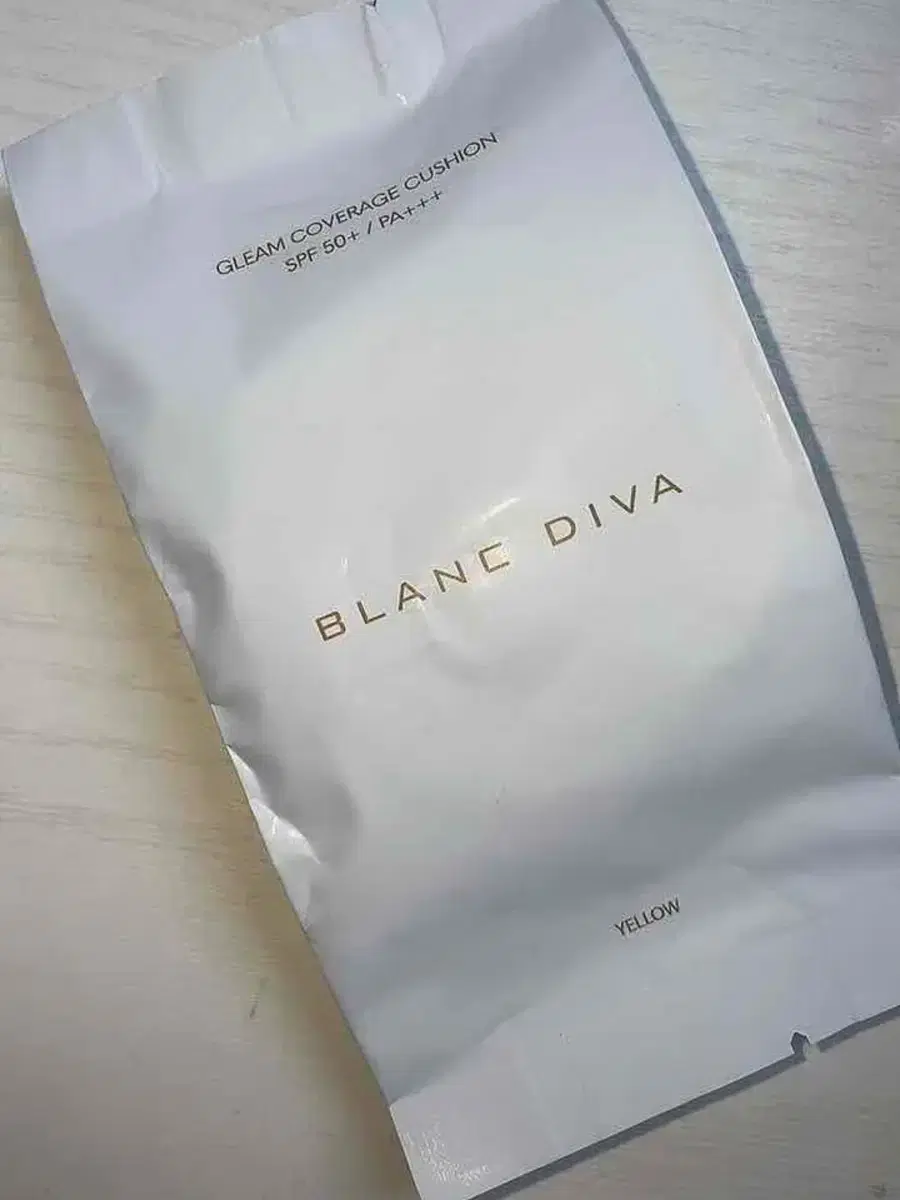 GLEAM COVERAGE CUSHION
SPF 50+ / PA+++
BLANC DIVA
YELLOW